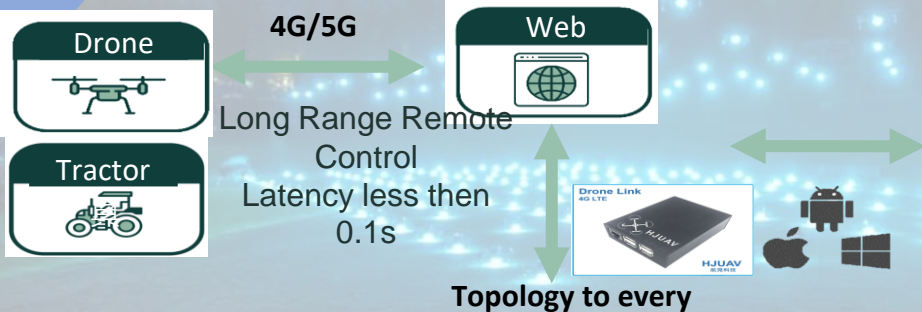 Drone
4G/5G
Web
Long Range Remote
Control
Latency less then
0.1s
Tractor
Drone Link
4G LTE
HJUAV
HJUAV
Topology to every